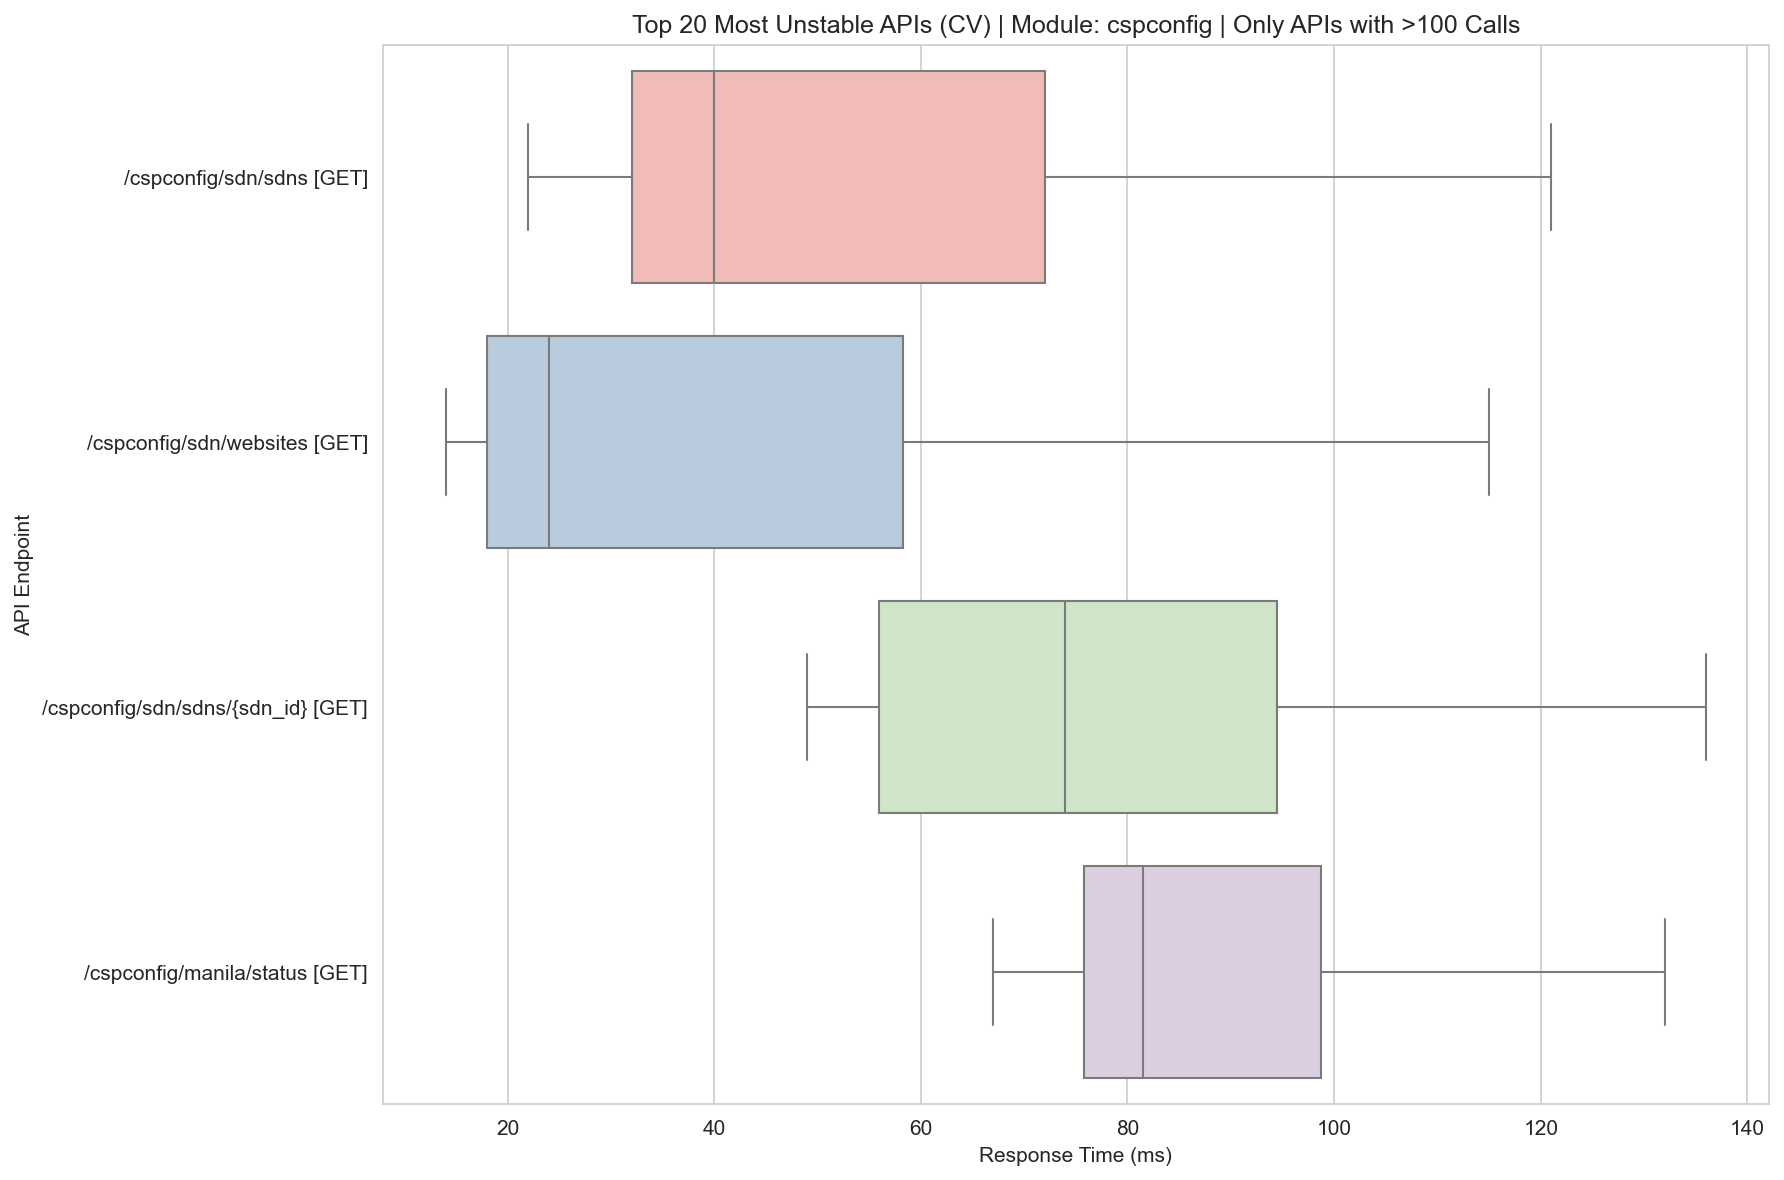 Top 20 Most Unstable APIs (CV) | Module: cspconfig | Only APIs with >100 Calls
API Endpoint
/cspconfig/sdn/sdns [GET]
/cspconfig/sdn/websites [GET]
/cspconfig/sdn/sdns/{sdn_id} [GET]
/cspconfig/manila/status [GET]
20 40 60 80 100 120 140
Response Time (ms)